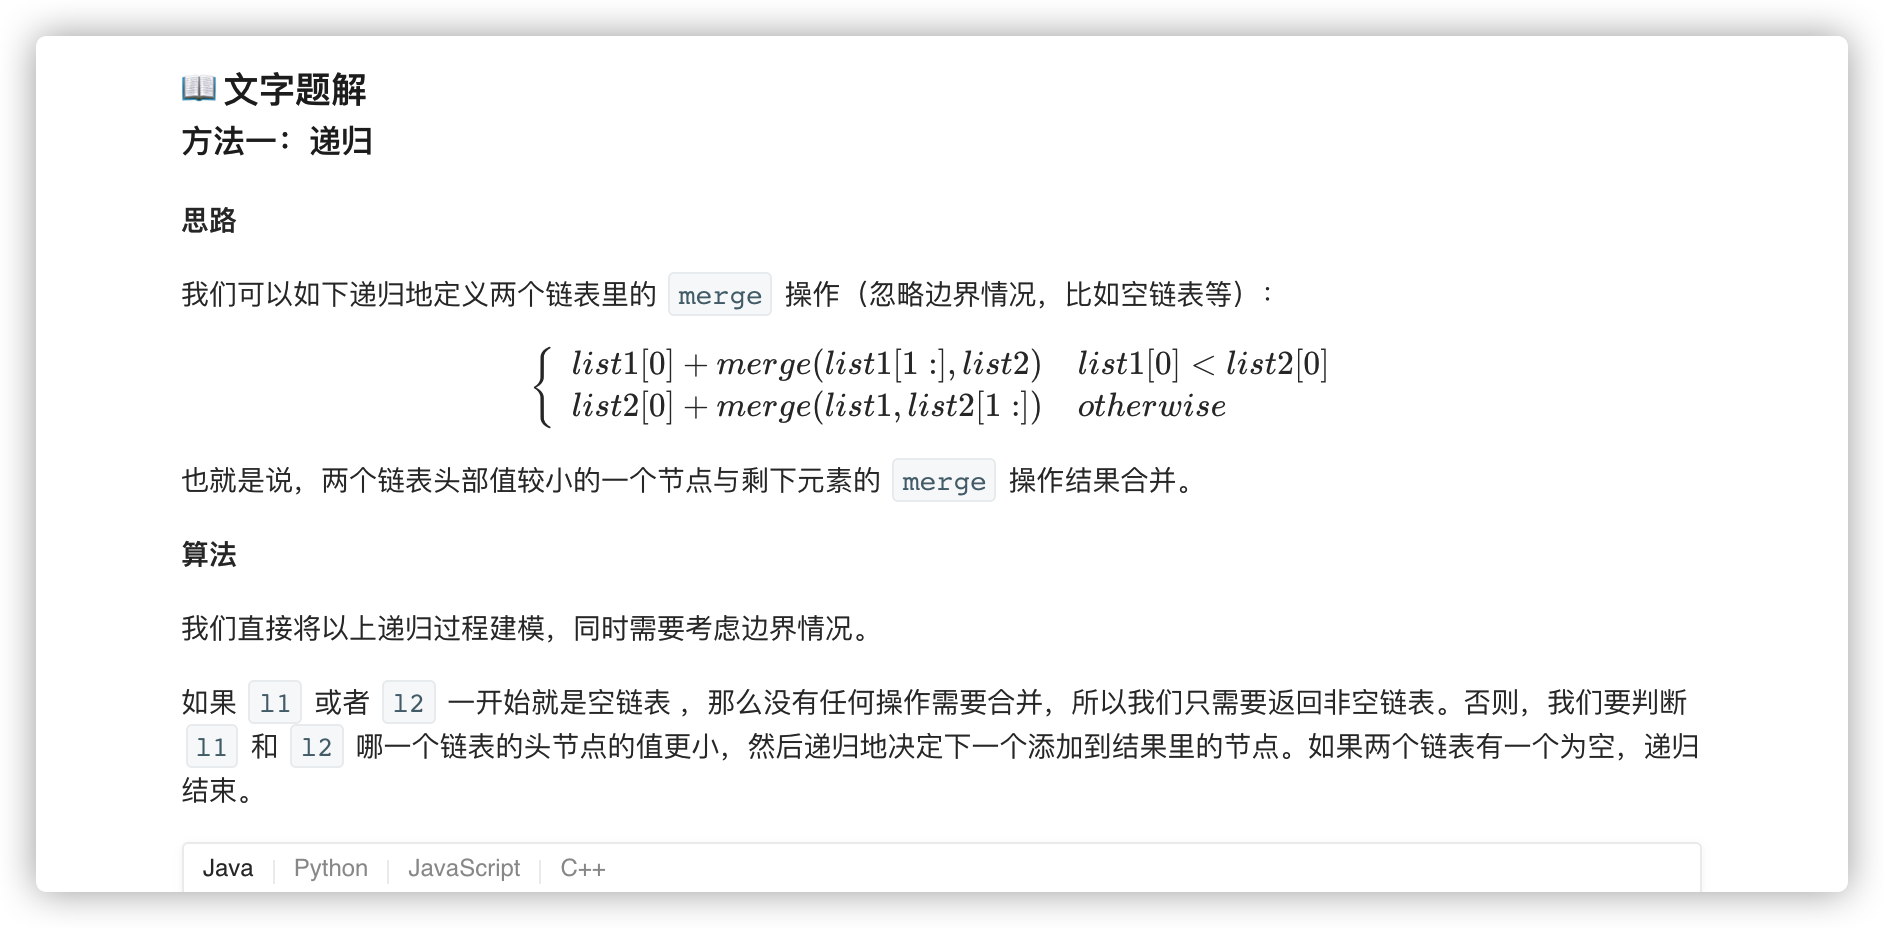 📖 文字题解
方法一：递归
思路
我们可以如下递归地定义两个链表里的 merge 操作（忽略边界情况，比如空链表等）：
list1[0] + merge(list1[1 :], list2) list1[0] < list2[0]
list2[0] + merge(list1, list2[1 :]) otherwise
也就是说，两个链表头部值较小的一个节点与剩下元素的 merge 操作结果合并。
算法
我们直接将以上递归过程建模，同时需要考虑边界情况。
如果 l1 或者 l2 一开始就是空链表 ，那么没有任何操作需要合并，所以我们只需要返回非空链表。否则，我们要判断
l1 和 l2 哪一个链表的头节点的值更小，然后递归地决定下一个添加到结果里的节点。如果两个链表有一个为空，递归
结束。
Java | Python | JavaScript | C++